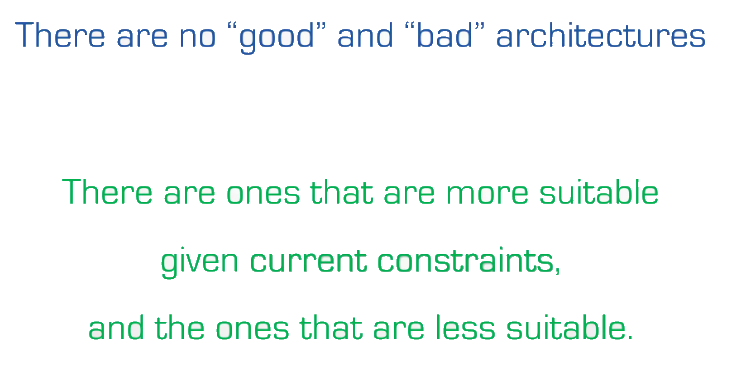 There are no “good” and “bad” architectures
There are ones that are more suitable
given current constraints,
and the ones that are less suitable.